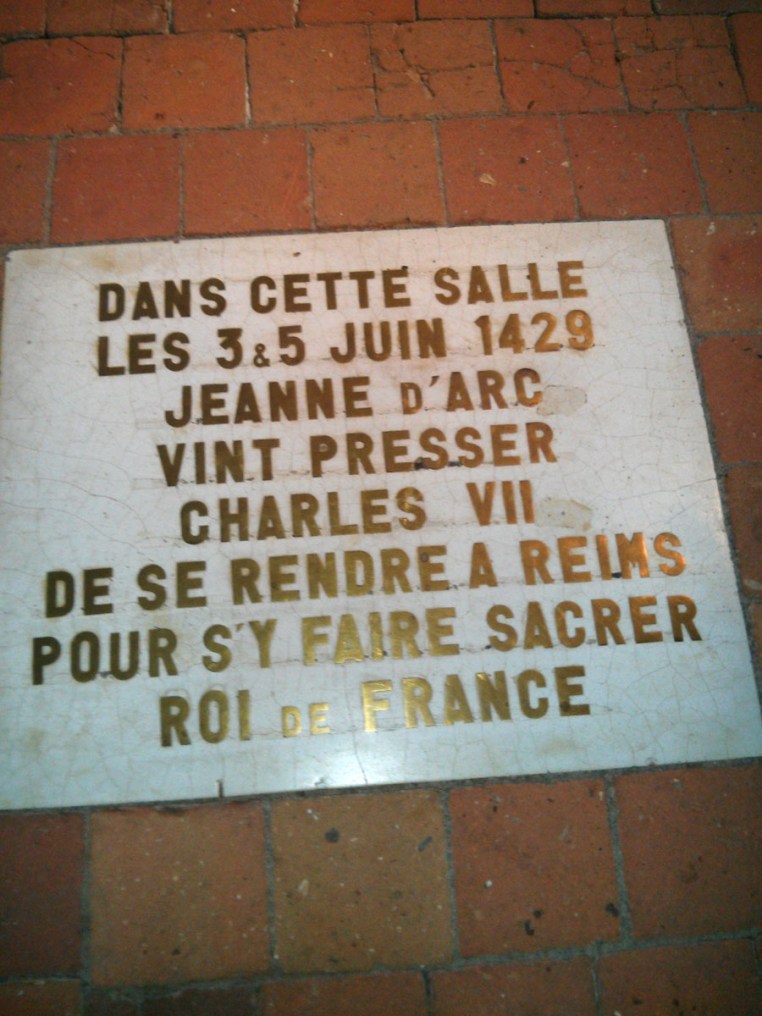 DANS CETTE SALLE
LES 3 & 5 JUIN 1429
JEANNE D'ARC
VINT PRESSER
CHARLES VII
DE SE RENDRE A REIMS
POUR S'Y FAIRE SACRER
ROI DE FRANCE